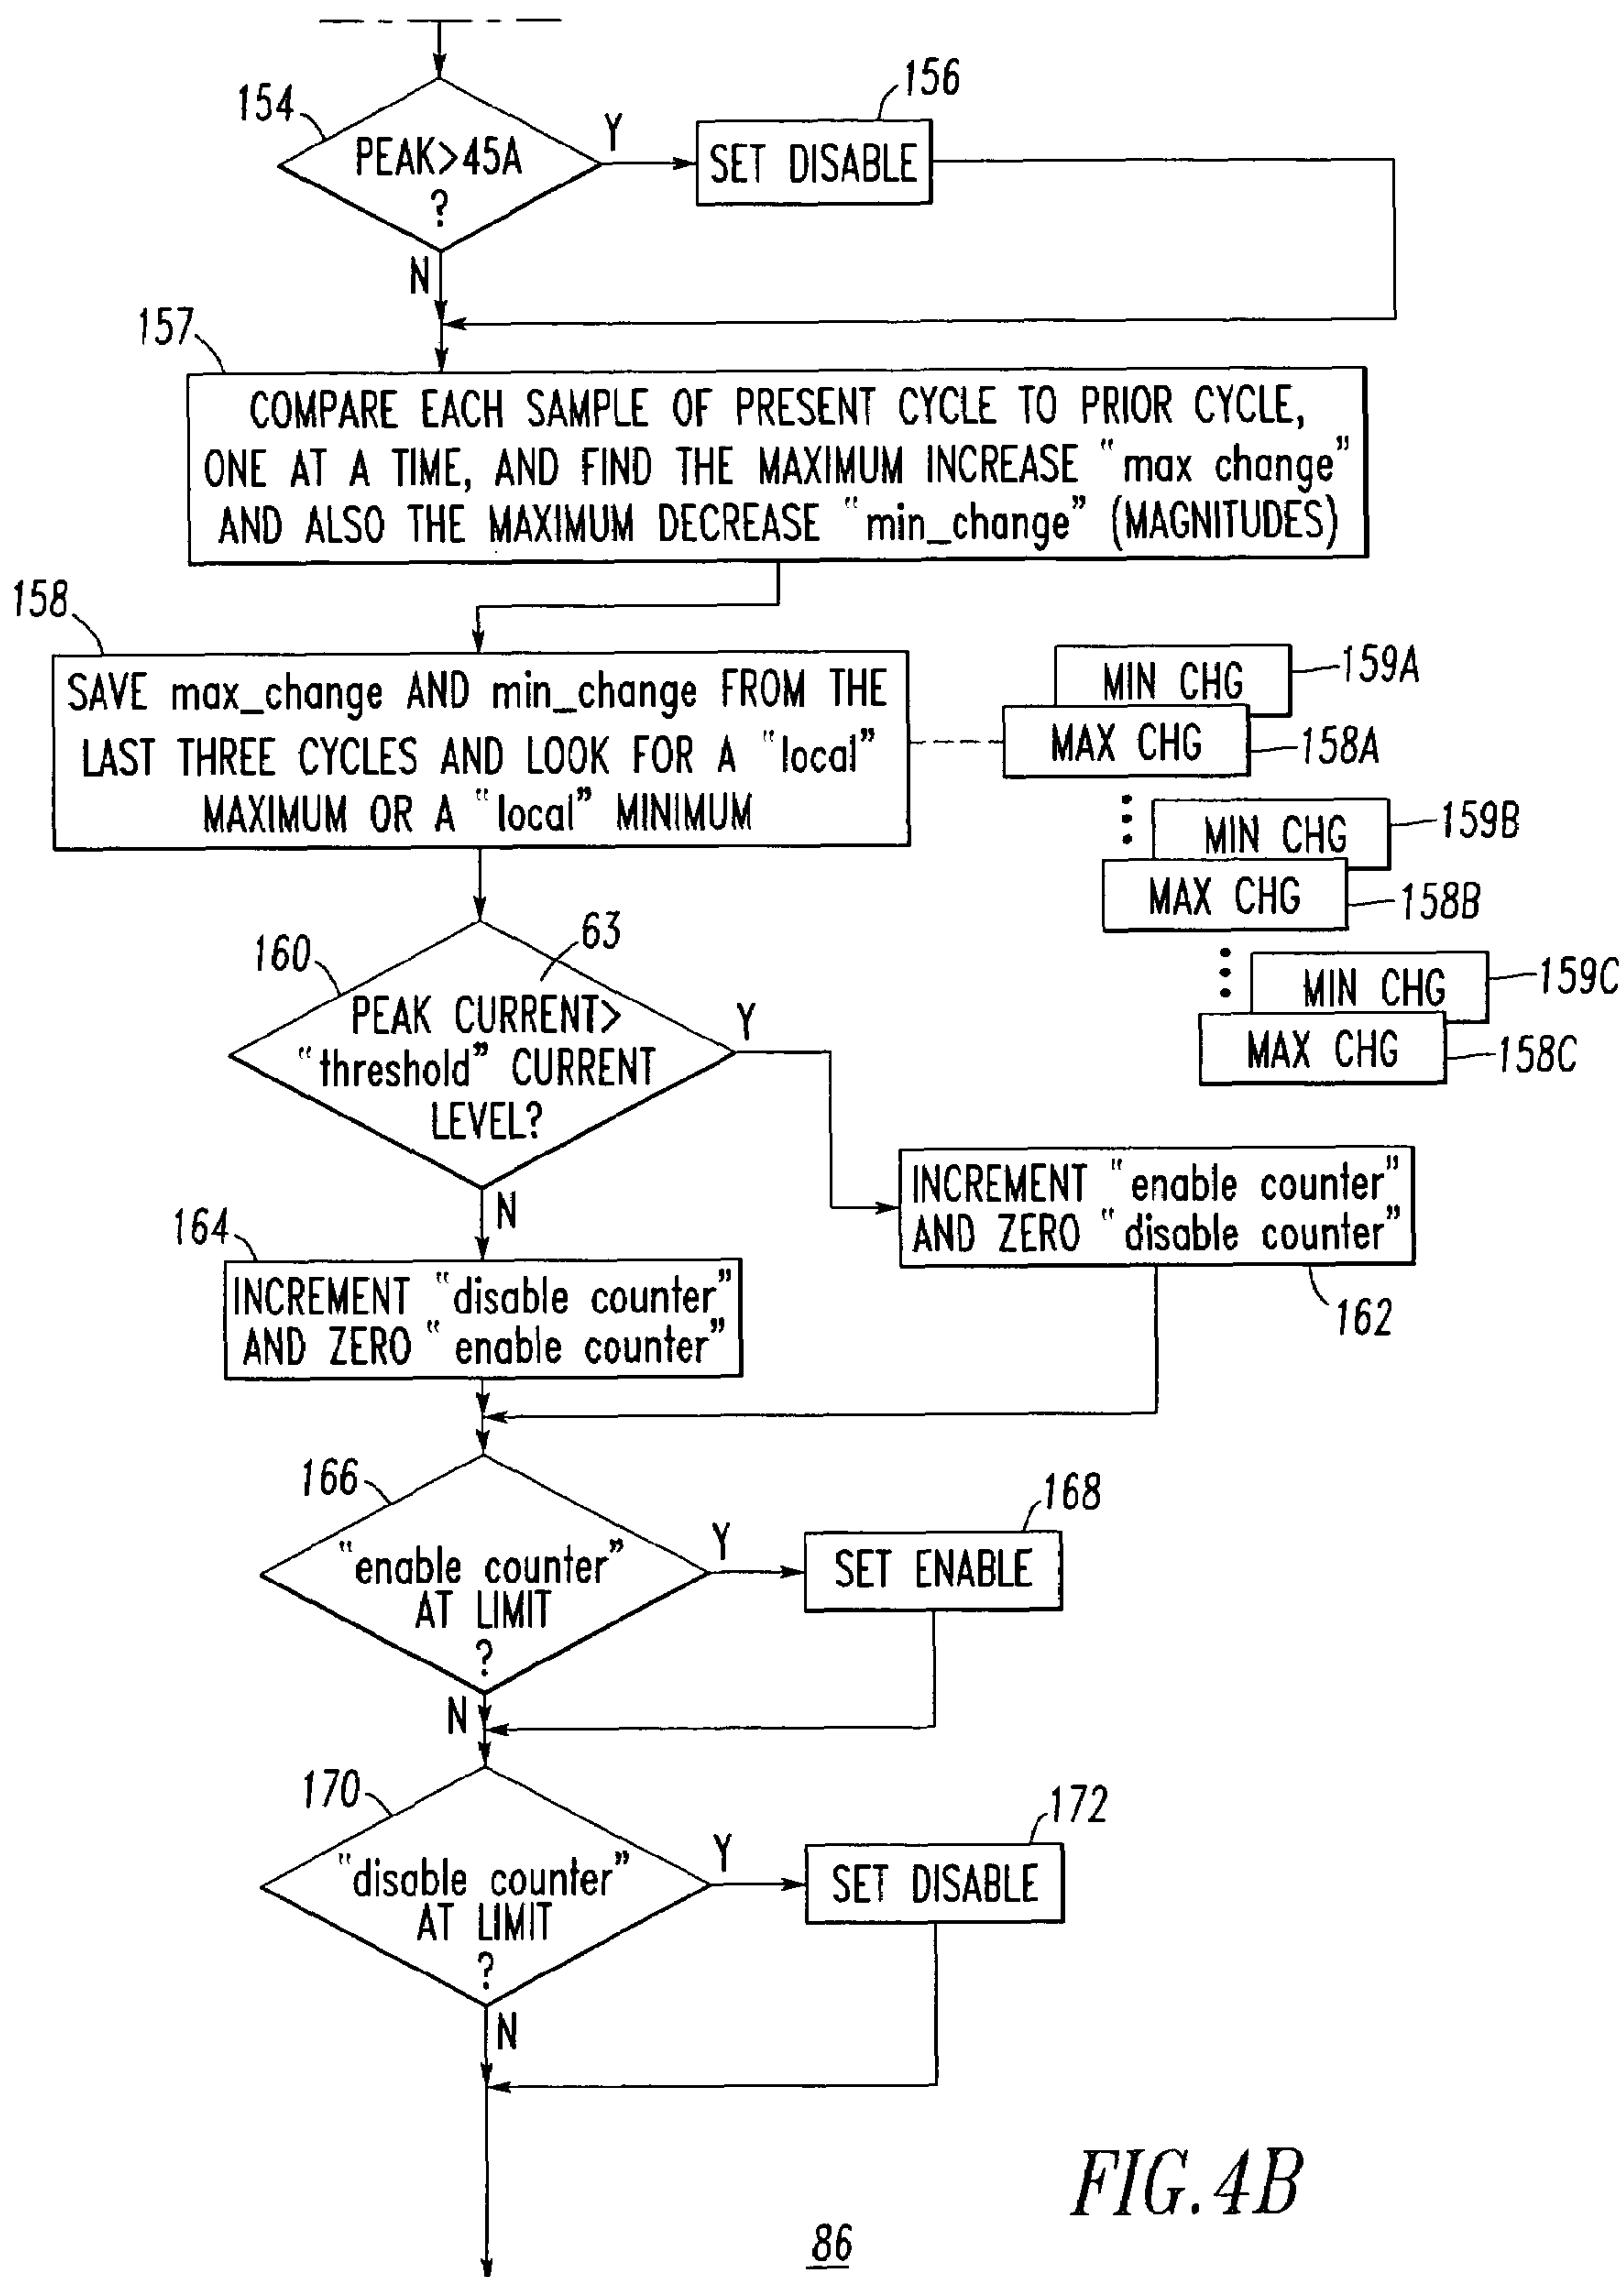 154
PEAK>45A
?
Y
156
SET DISABLE
N
157
COMPARE EACH SAMPLE OF PRESENT CYCLE TO PRIOR CYCLE,
ONE AT A TIME, AND FIND THE MAXIMUM INCREASE "max change"
AND ALSO THE MAXIMUM DECREASE "min_change" (MAGNITUDES)
158
SAVE max_change AND min_change FROM THE
LAST THREE CYCLES AND LOOK FOR A "local"
MAXIMUM OR A "local" MINIMUM
MIN CHG
159A
MAX CHG
158A
MIN CHG
159B
MAX CHG
158B
MIN CHG
159C
MAX CHG
158C
160
63
PEAK CURRENT>
"threshold" CURRENT
LEVEL?
Y
N
INCREMENT "enable counter"
AND ZERO "disable counter"
162
164
INCREMENT "disable counter"
AND ZERO "enable counter"
166
"enable counter"
AT LIMIT
?
Y
168
SET ENABLE
N
170
"disable counter"
AT LIMIT
?
Y
172
SET DISABLE
N
FIG.4B
86